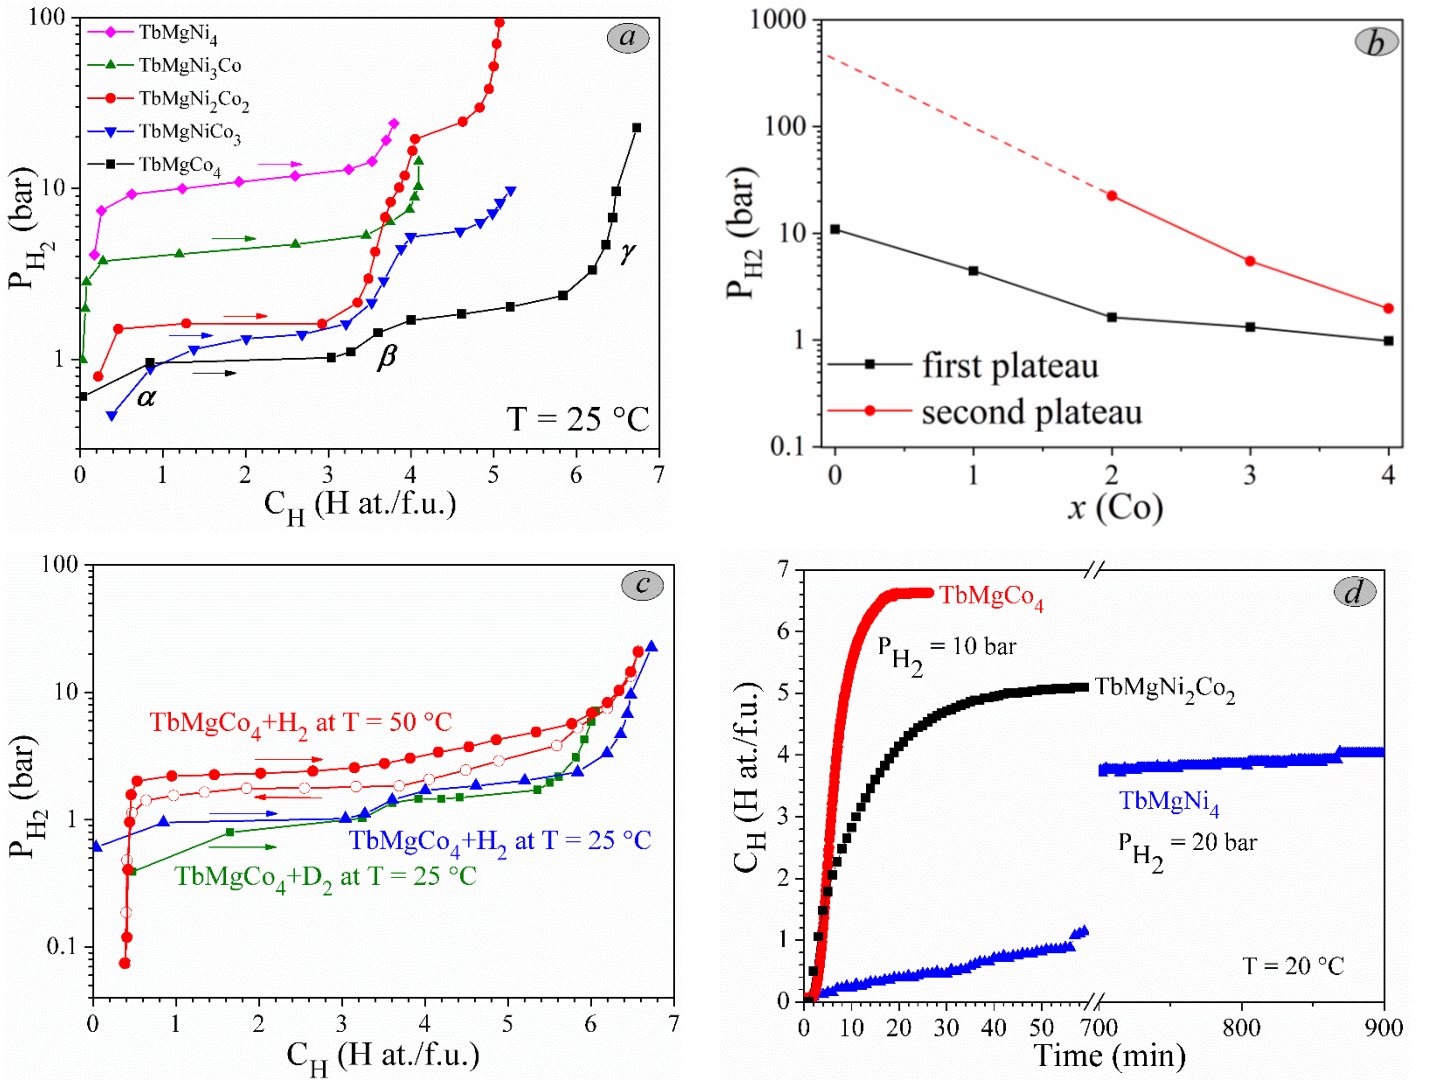 a
TbMgNi4
TbMgNi3Co
TbMgNi2Co2
TbMgNiCo3
TbMgCo4
100
10
1
PH2 (bar)
α
β
γ
T = 25 °C
0 1 2 3 4 5 6 7
CH (H at./f.u.)
b
1000
100
10
1
0.1
PH2 (bar)
first plateau
second plateau
0 1 2 3 4
x (Co)
c
100
10
1
0.1
PH2 (bar)
TbMgCo4+H2 at T = 50 °C
TbMgCo4+H2 at T = 25 °C
TbMgCo4+D2 at T = 25 °C
0 1 2 3 4 5 6 7
CH (H at./f.u.)
d
7
6
5
4
3
2
1
0
CH (H at./f.u.)
TbMgCo4
PH2 = 10 bar
TbMgNi2Co2
TbMgNi4
PH2 = 20 bar
T = 20 °C
0 10 20 30 40 50 700 800 900
Time (min)